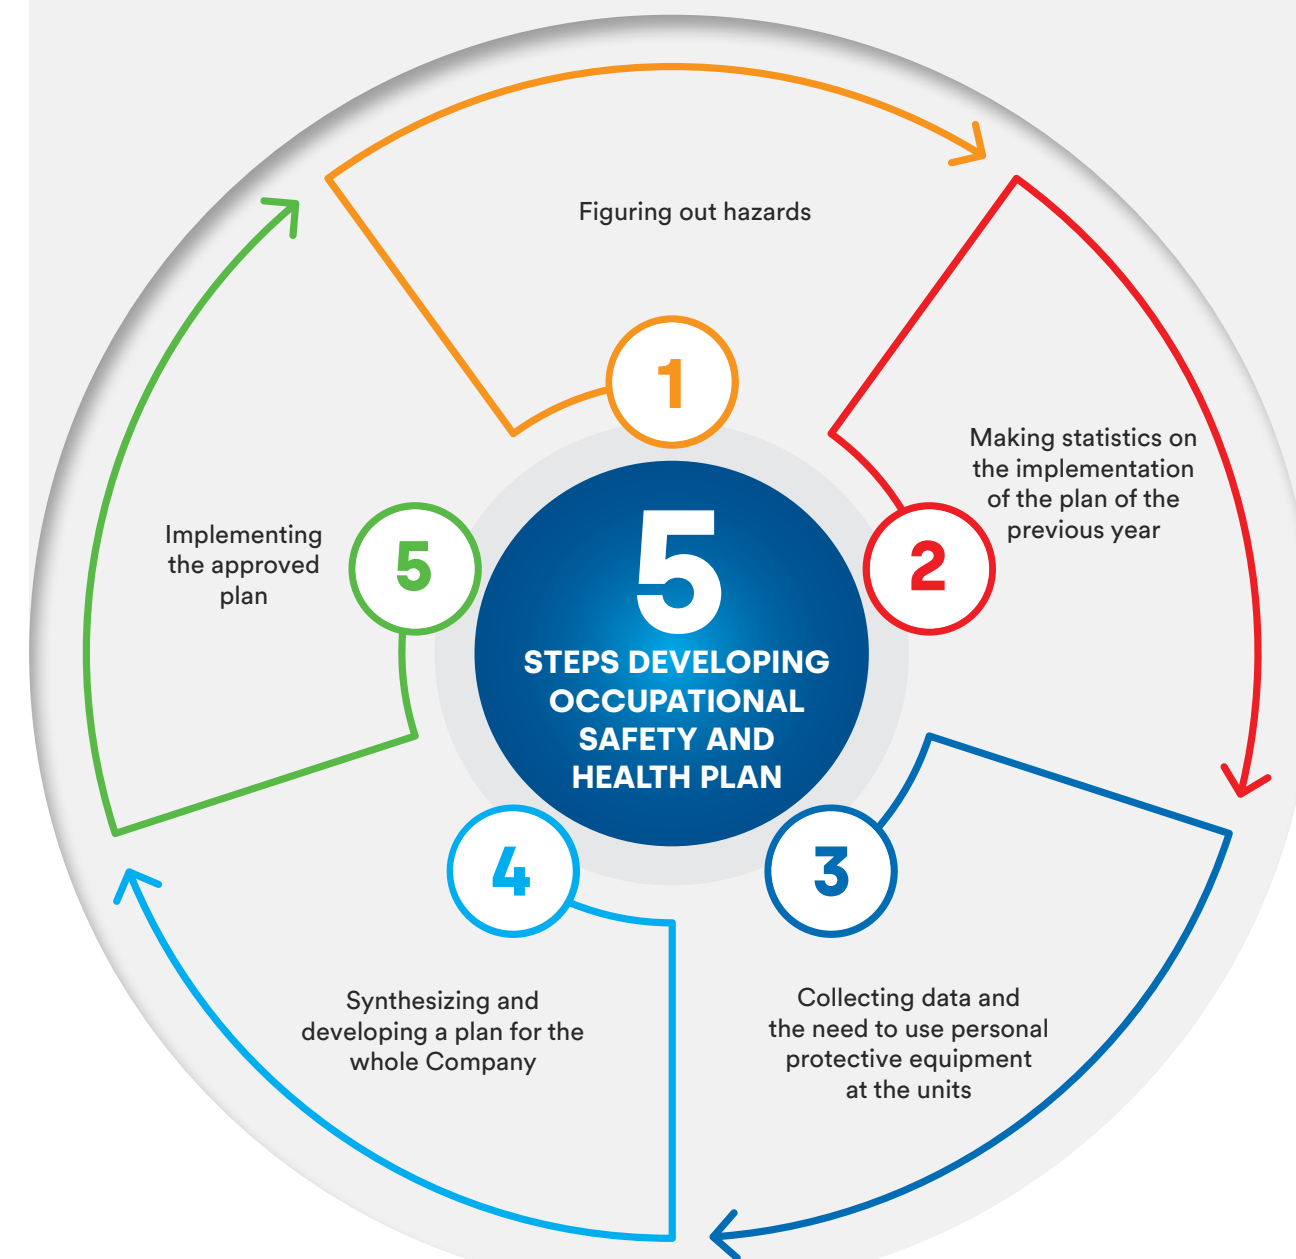 Figuring out hazards
1
Making statistics on
the implementation
of the plan of the
previous year
2
Collecting data and
the need to use personal
protective equipment
at the units
3
Synthesizing and
developing a plan for the
whole Company
4
Implementing
the approved
plan
5
5
STEPS DEVELOPING
OCCUPATIONAL
SAFETY AND
HEALTH PLAN